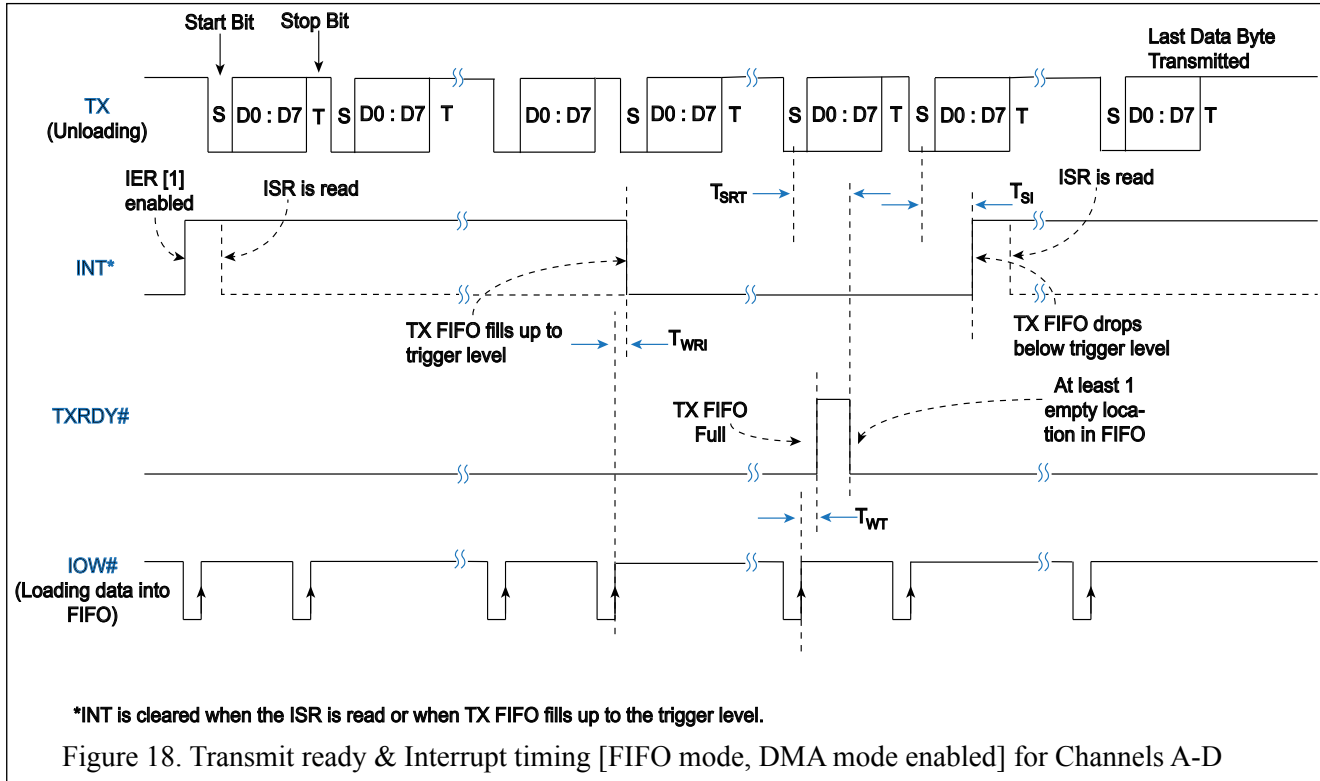 Start Bit
Stop Bit
Last Data Byte
Transmitted
TX
(Unloading)
S D0 : D7 T S D0 : D7 T D0 : D7 S D0 : D7 T S D0 : D7 T S D0 : D7 T S D0 : D7 T
IER [1]
enabled
ISR is read
TSRT
TSI
ISR is read
INT*
TX FIFO fills up to
trigger level
TWRI
TX FIFO drops
below trigger level
TXRDY#
TX FIFO
Full
At least 1
empty loca-
tion in FIFO
TWT
IOW#
(Loading data into
FIFO)
*INT is cleared when the ISR is read or when TX FIFO fills up to the trigger level.
Figure 18. Transmit ready & Interrupt timing [FIFO mode, DMA mode enabled] for Channels A-D